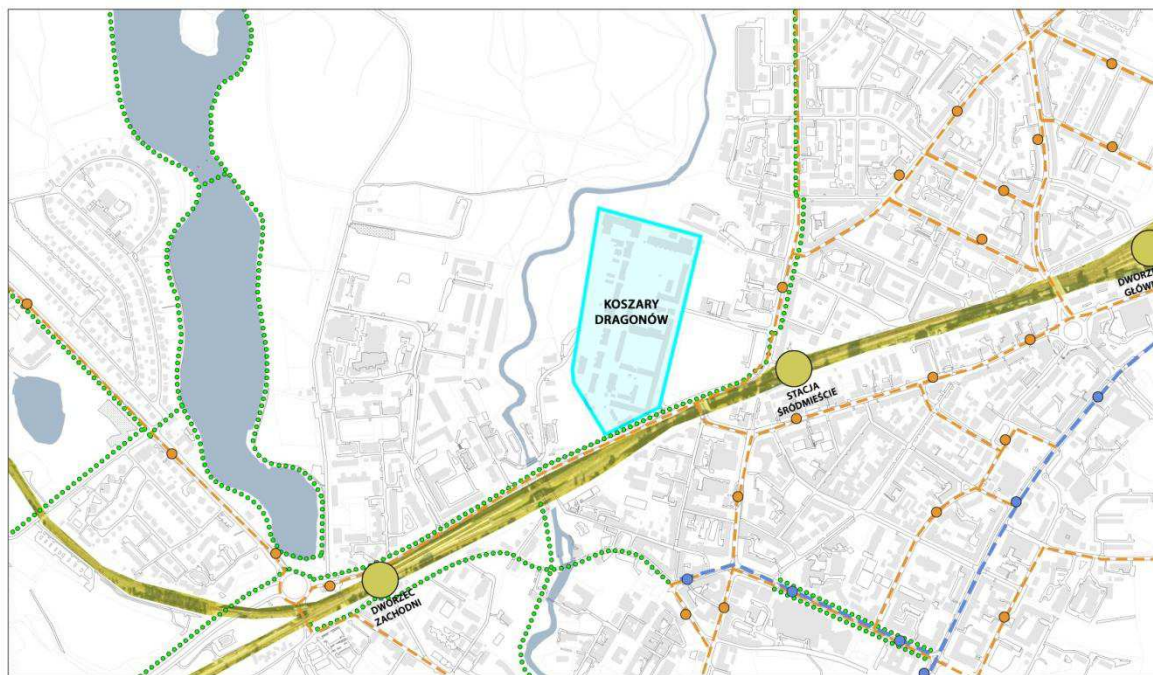 KOSZARY
DRAGONÓW
STACJA
ŚRÓDMIEŚCIE
DWORZEC
ZACHODNI